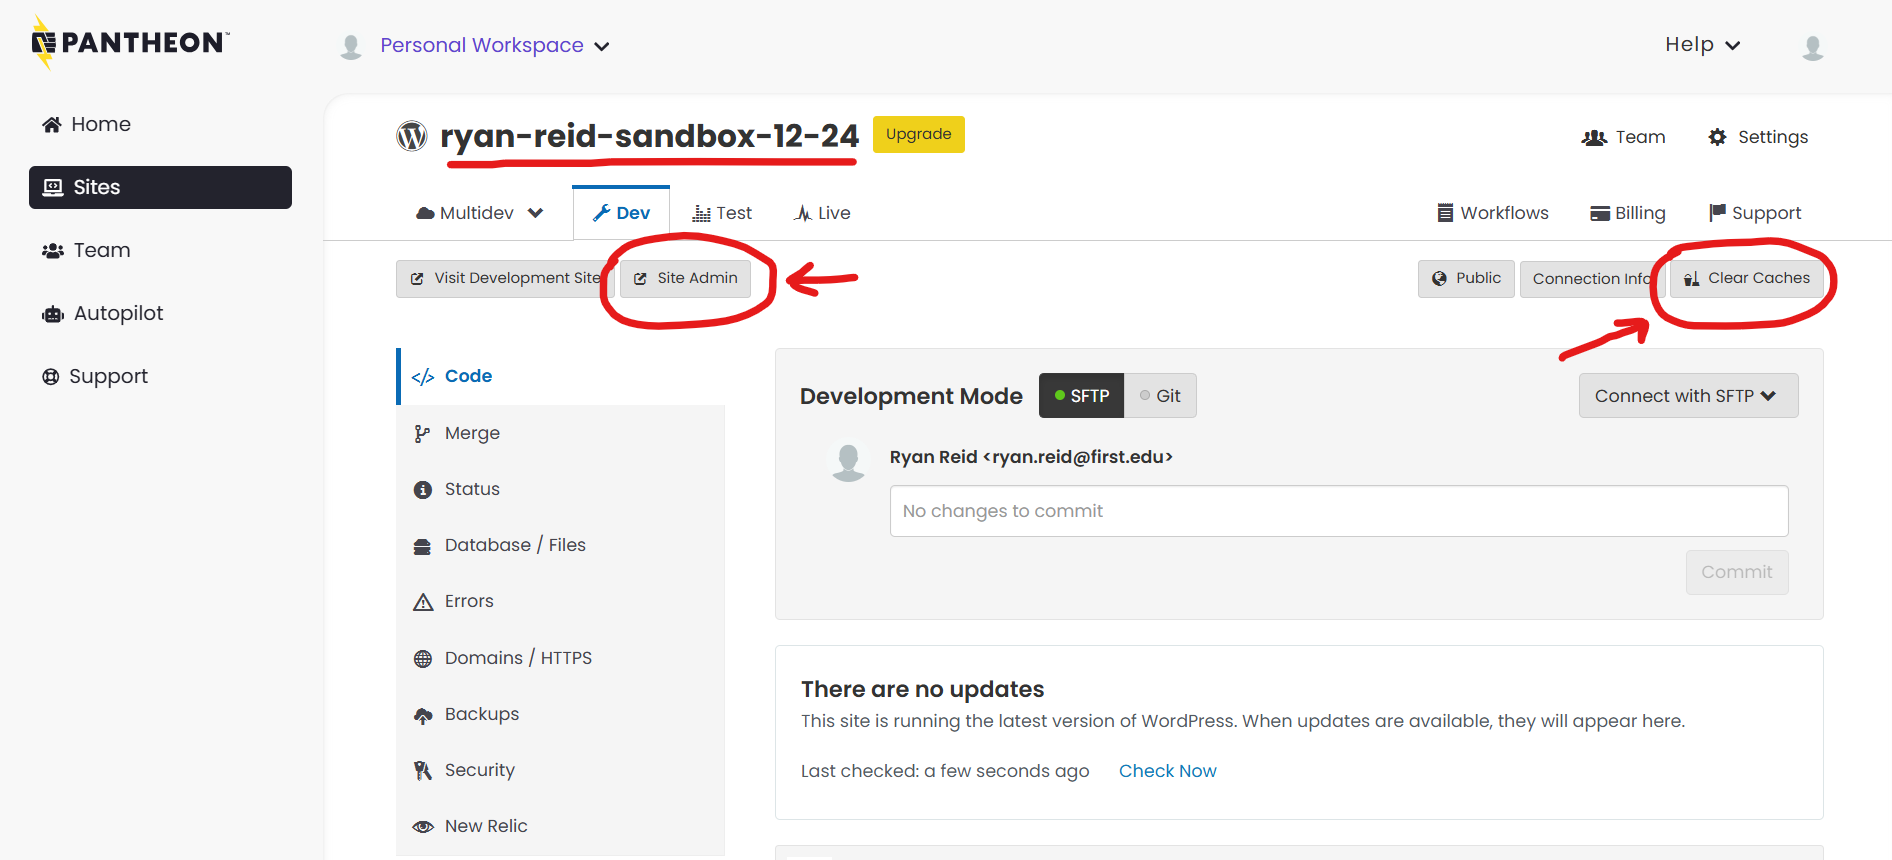 PANTHEON™
Personal Workspace
Help
Home
Sites
Team
Autopilot
Support
ryan-reid-sandbox-12-24
Upgrade
Team
Settings
Multidev
Dev
Test
Live
Workflows
Billing
Support
Visit Development Site
Site Admin
Public
Connection Info
Clear Caches
</> Code
Merge
Status
Database / Files
Errors
Domains / HTTPS
Backups
Security
New Relic
Development Mode
SFTP
Git
Connect with SFTP
Ryan Reid <ryan.reid@first.edu>
No changes to commit
Commit
There are no updates
This site is running the latest version of WordPress. When updates are available, they will appear here.
Last checked: a few seconds ago
Check Now